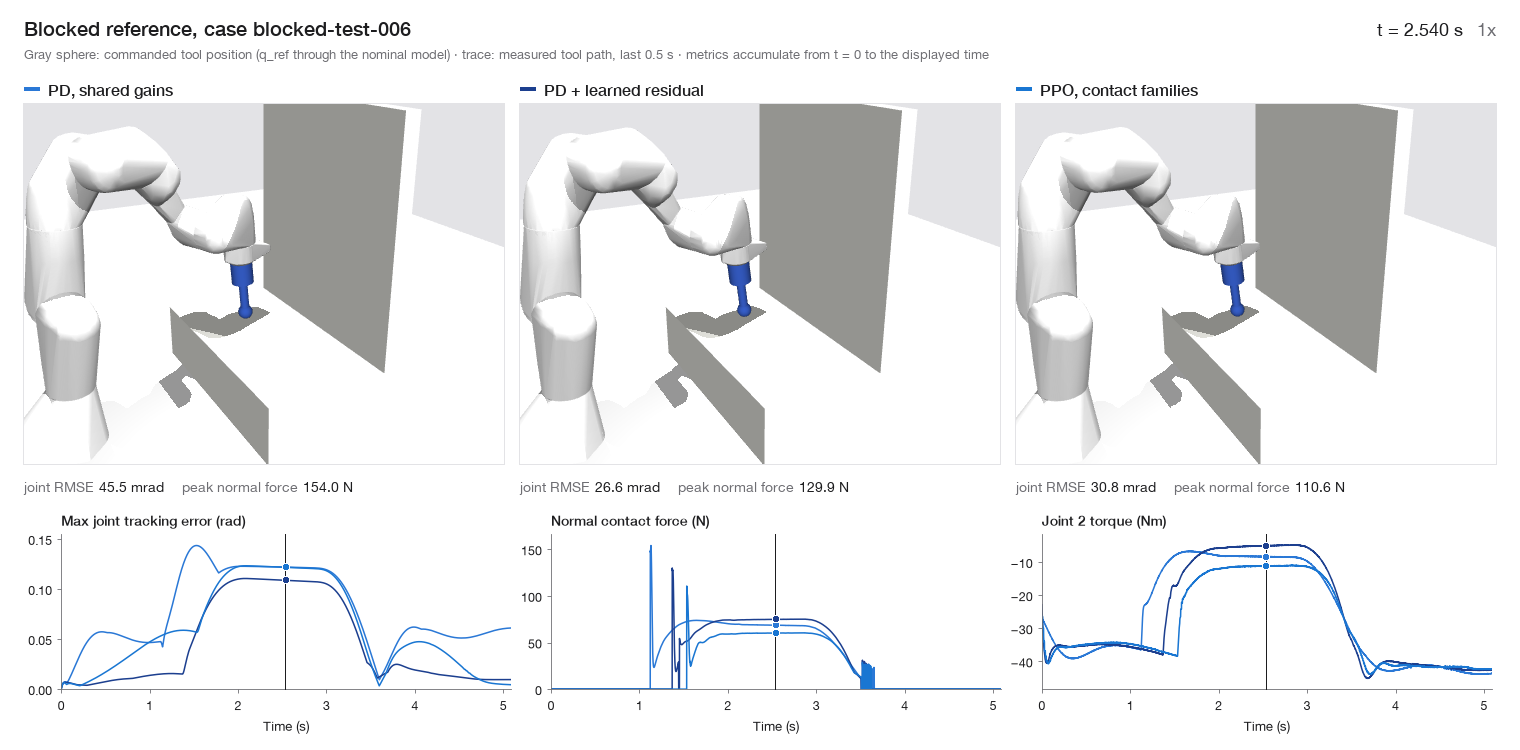 Blocked reference, case blocked-test-006
t = 2.540 s 1x
Gray sphere: commanded tool position (q_ref through the nominal model) · trace: measured tool path, last 0.5 s · metrics accumulate from t = 0 to the displayed time
PD, shared gains
PD + learned residual
PPO, contact families
joint RMSE 45.5 mrad peak normal force 154.0 N
joint RMSE 26.6 mrad peak normal force 129.9 N
joint RMSE 30.8 mrad peak normal force 110.6 N
Max joint tracking error (rad)
0.15
0.10
0.05
0.00
0 1 2 3 4 5
Time (s)
Normal contact force (N)
150
100
50
0
0 1 2 3 4 5
Time (s)
Joint 2 torque (Nm)
−10
−20
−30
−40
0 1 2 3 4 5
Time (s)